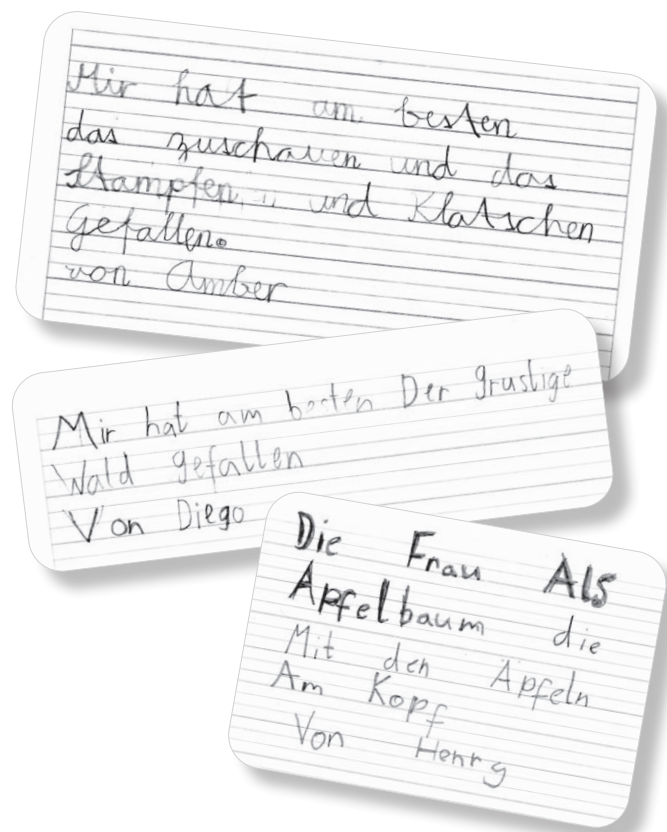 Mir hat am besten
das zuschauen und das
Stampfen und Klatschen
Gefallen.
von Amber
Mir hat am besten Der grustige
Wald gefallen
Von Diego
Die Frau Als
Apfelbaum die
Mit den Äpfeln
Am Kopf
Von Henry